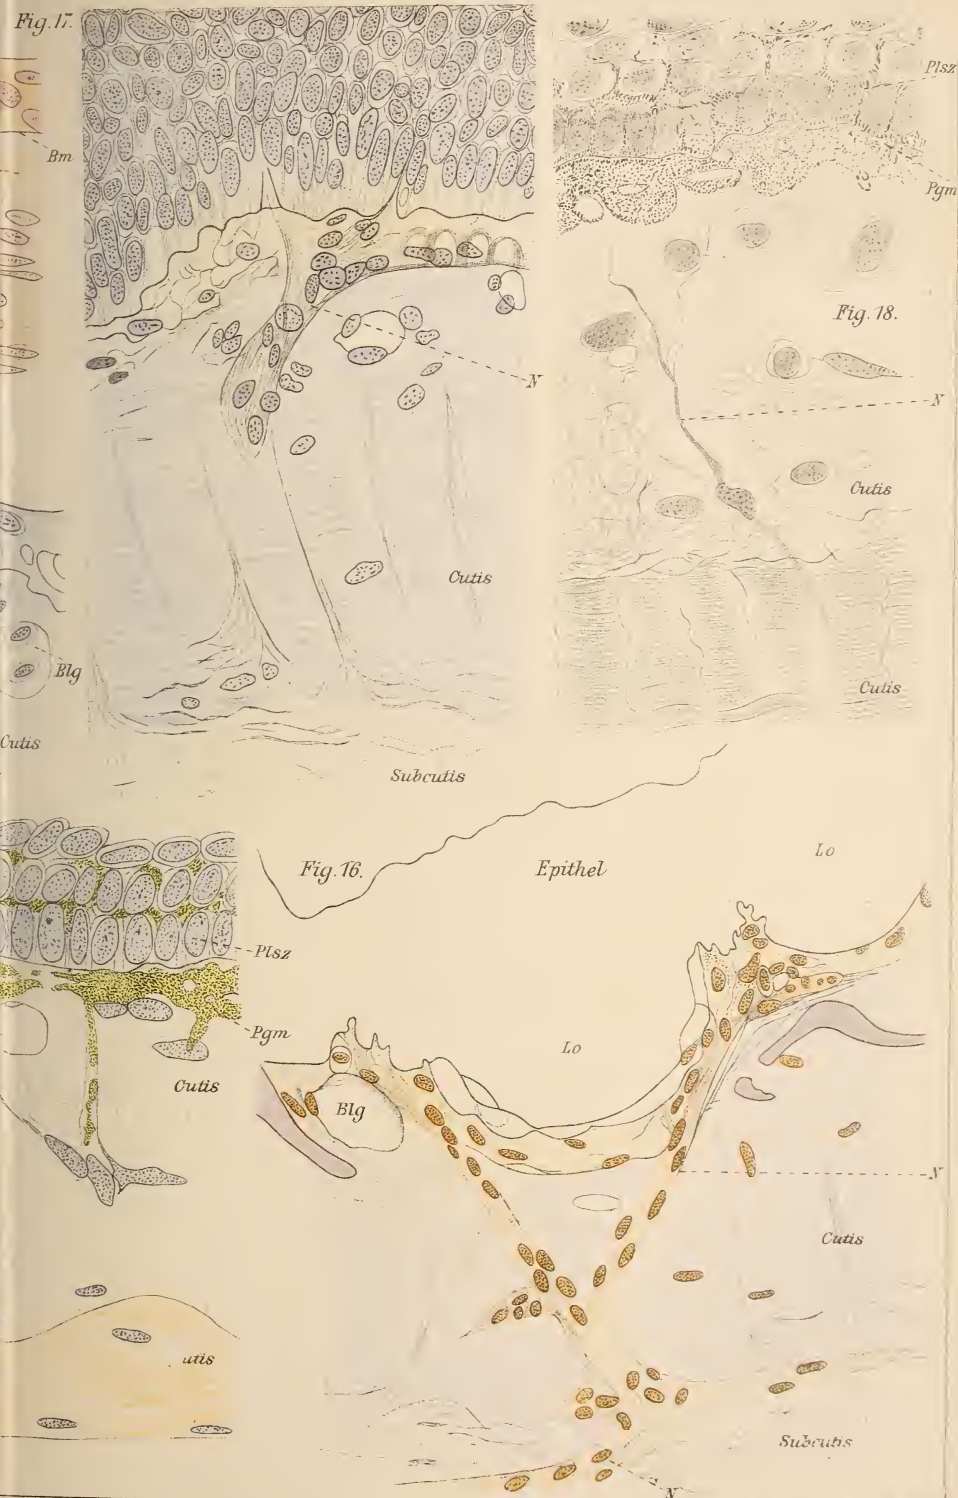 Fig. 17.
Plsz
Bm
Pgm
Fig. 18.
N
N
Cutis
Cutis
Blg
Cutis
Cutis
Subcutis
Lo
Fig. 16.
Epithel
Plsz
Pgm
Lo
Cutis
Blg
N
Cutis
utis
Subcutis
N